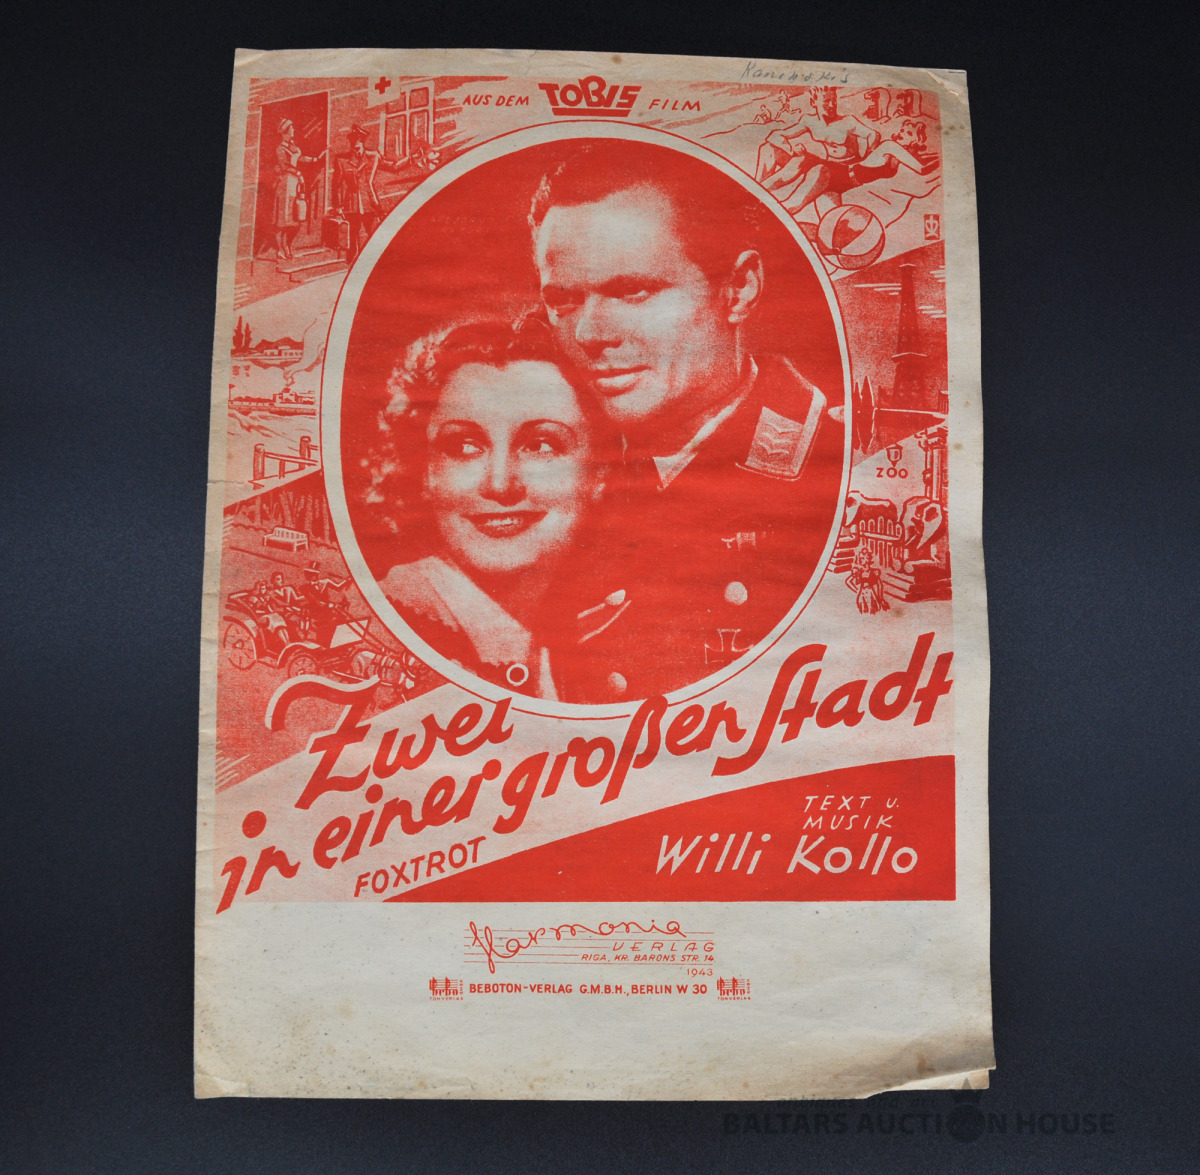 AUS DEM TOBIS FILM
ZOO
Zwei
in einer großen Stadt
FOXTROT
TEXT u.
MUSIK
Willi Kollo
Harmonia
VERLAG
RIGA, KR. BARONS STR. 14
1943
BEBOTON-VERLAG G.M.B.H., BERLIN W 30
BALTARS AUCTION HOUSE